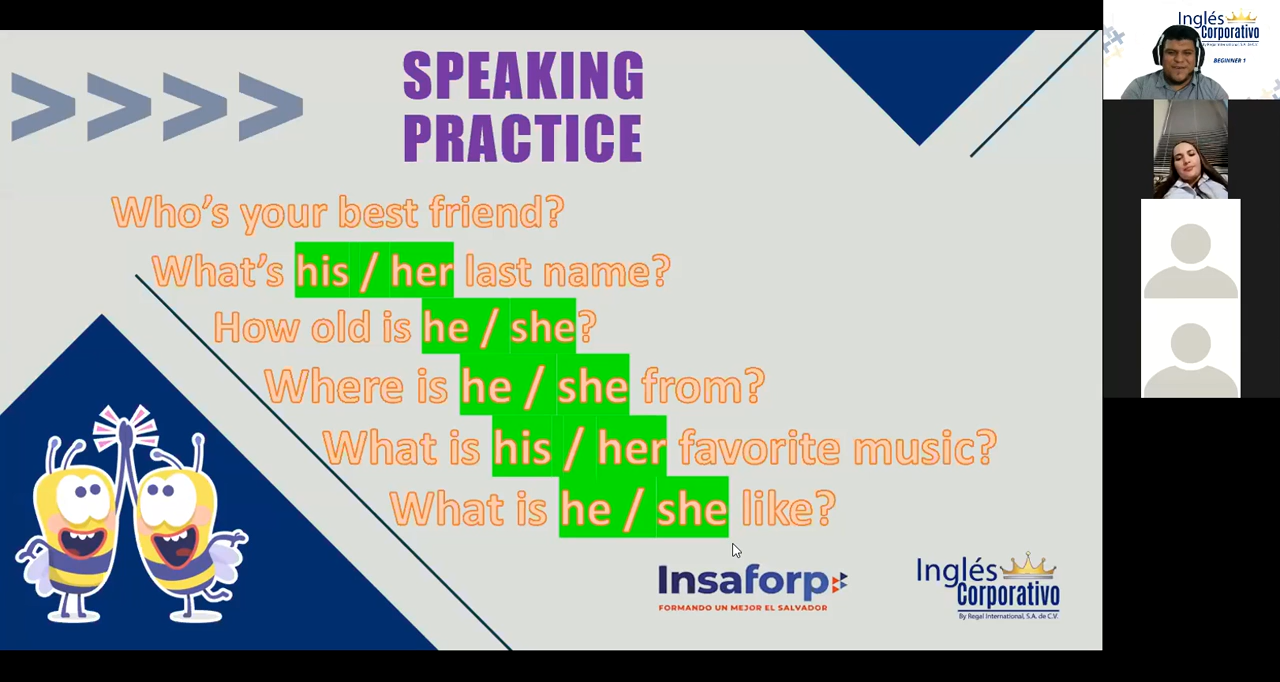 SPEAKING
PRACTICE
Who's your best friend?
What's his / her last name?
How old is he / she?
Where is he / she from?
What is his / her favorite music?
What is he / she like?
Insaforp
FORMANDO UN MEJOR EL SALVADOR
Inglés
Corporativo
By Regal International, S.A. de C.V.
Inglés
Corporativo
BEGINNER 1